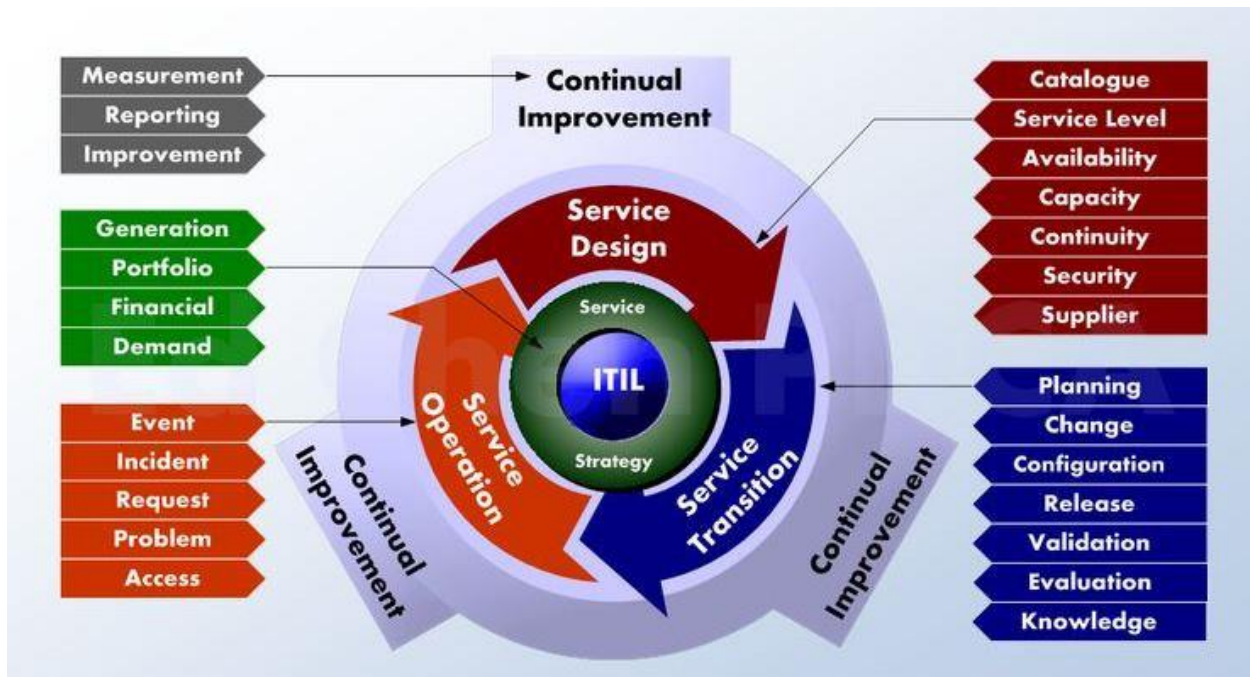 Measurement
Reporting
Improvement
Generation
Portfolio
Financial
Demand
Event
Incident
Request
Problem
Access
Continual
Improvement
Service
Design
Service
ITIL
Strategy
Service
Operation
Service
Transition
Continual
Improvement
Continual
Improvement
Catalogue
Service Level
Availability
Capacity
Continuity
Security
Supplier
Planning
Change
Configuration
Release
Validation
Evaluation
Knowledge